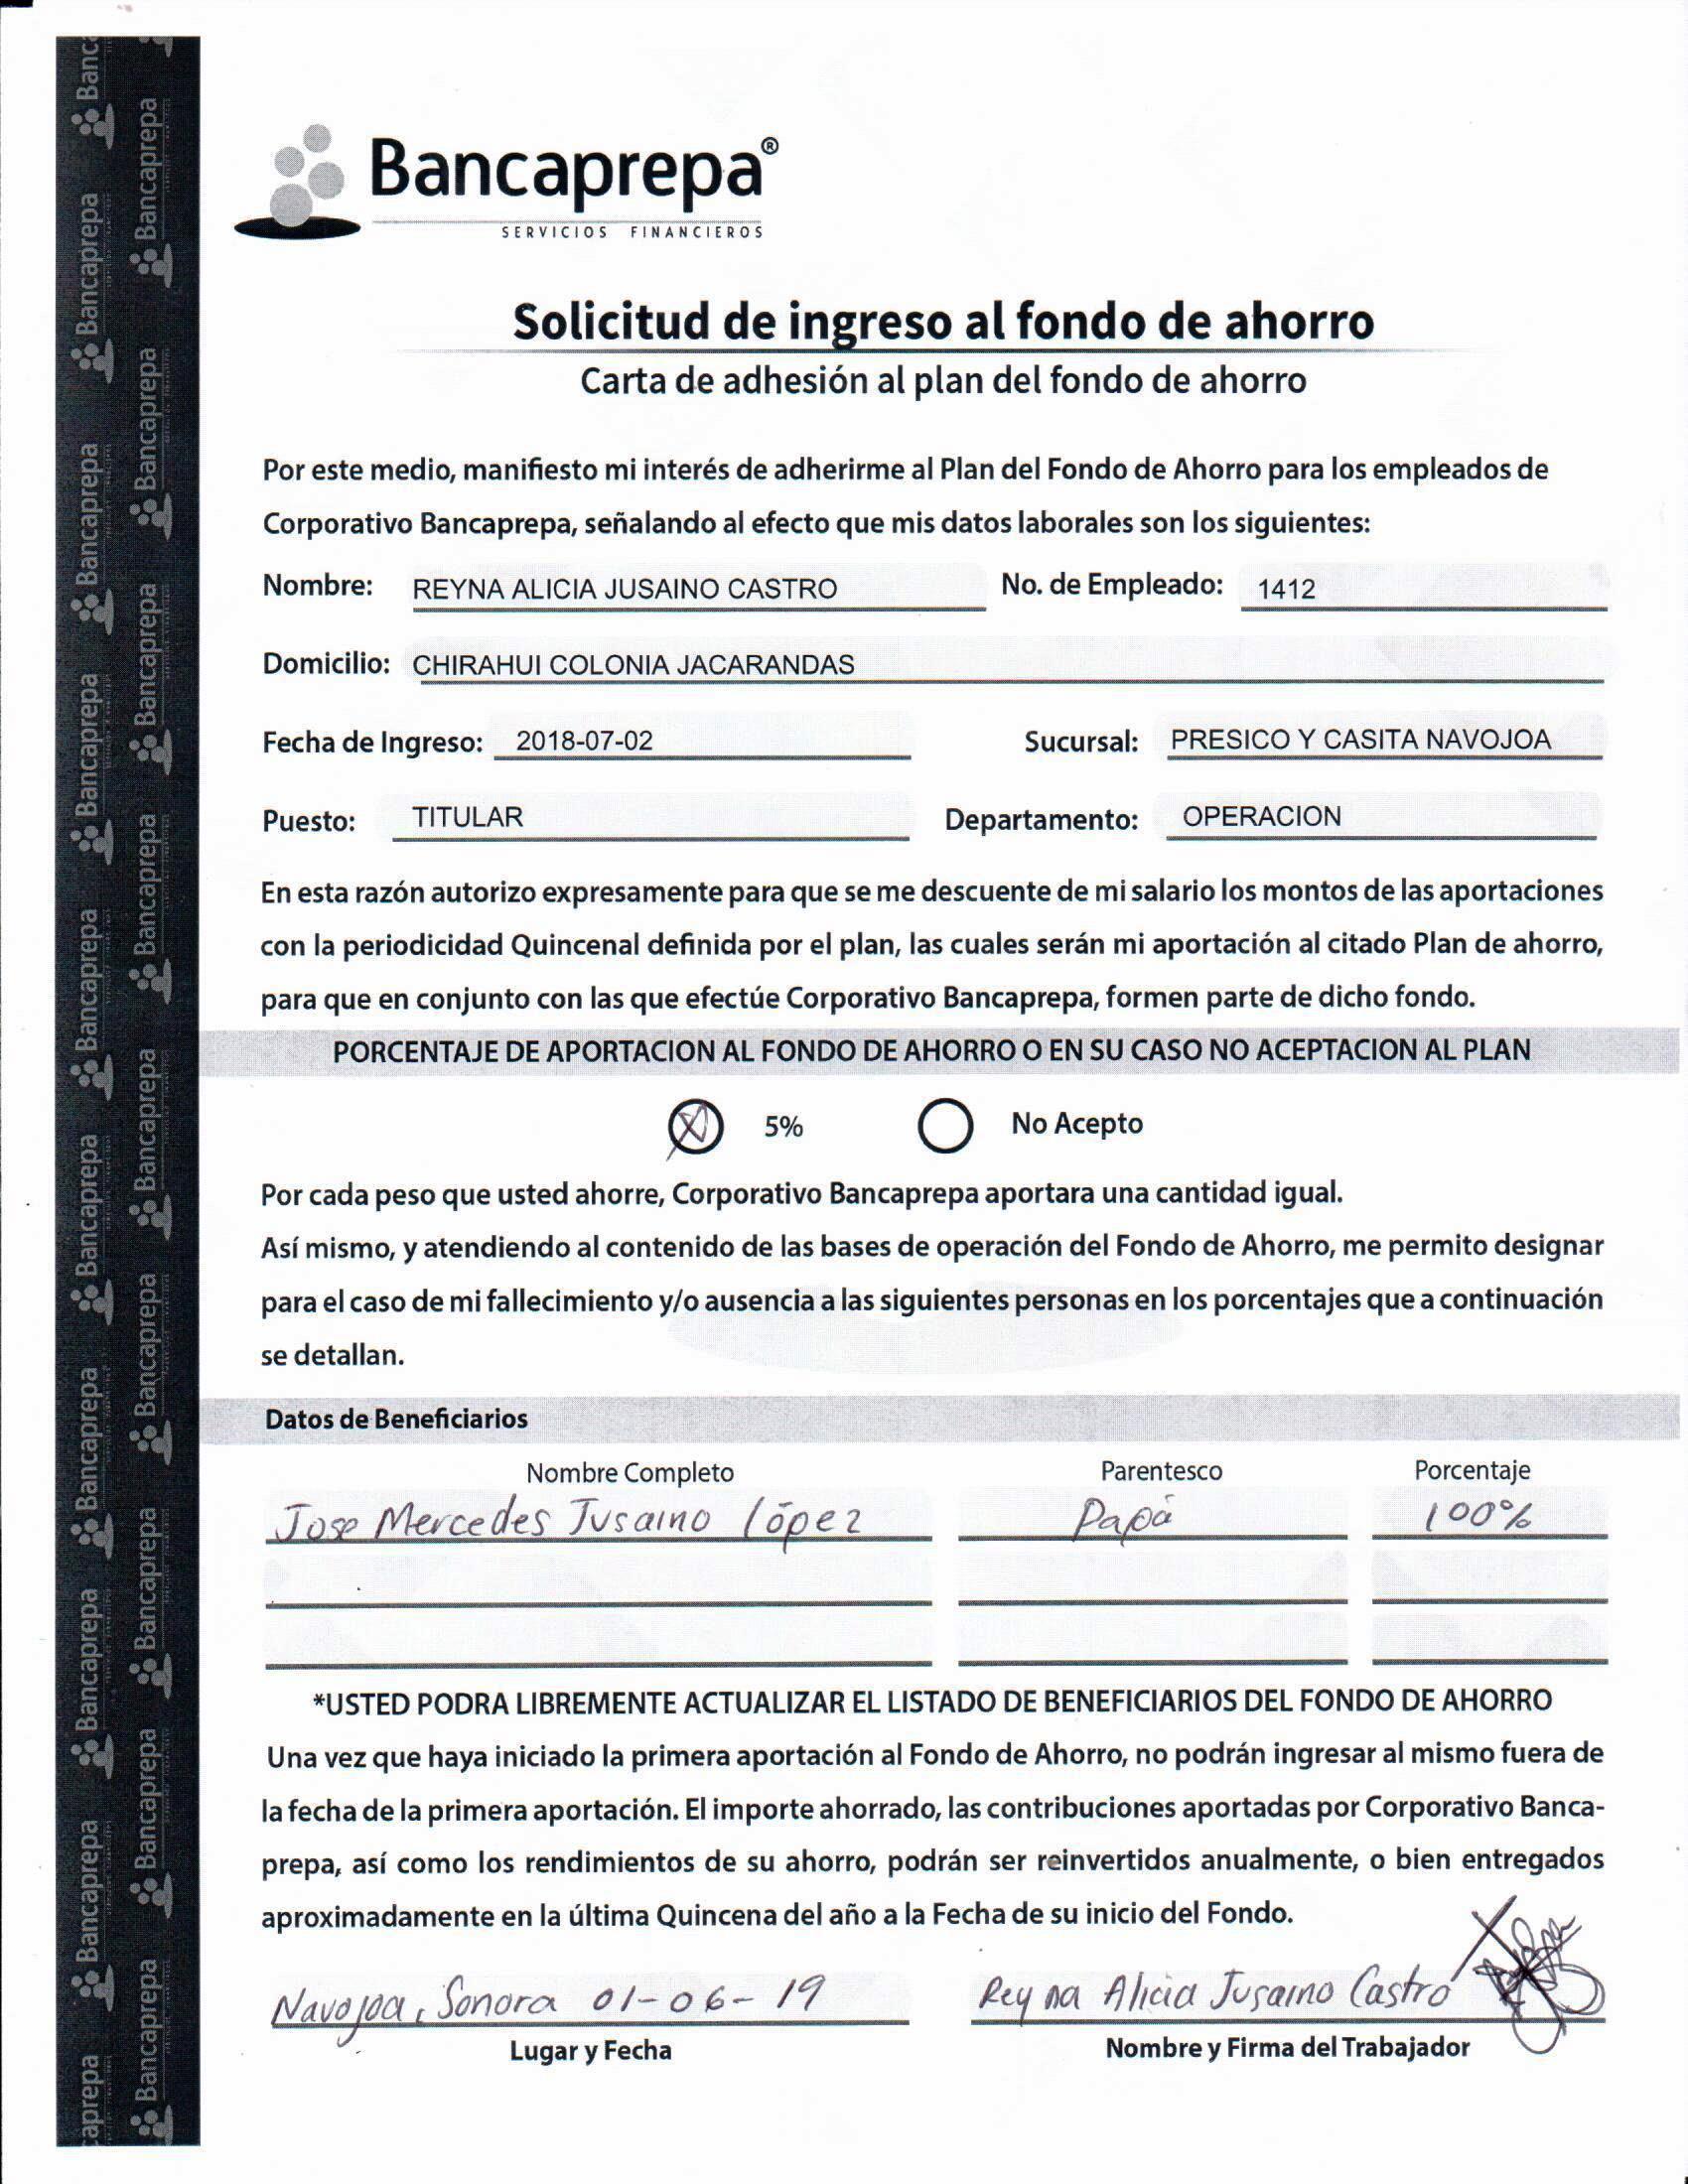 Bancaprepa®
SERVICIOS FINANCIEROS
Solicitud de ingreso al fondo de ahorro
Carta de adhesión al plan del fondo de ahorro
Por este medio, manifiesto mi interés de adherirme al Plan del Fondo de Ahorro para los empleados de
Corporativo Bancaprepa, señalando al efecto que mis datos laborales son los siguientes:
Nombre: REYNA ALICIA JUSAINO CASTRO No. de Empleado: 1412
Domicilio: CHIRAHUI COLONIA JACARANDAS
Fecha de Ingreso: 2018-07-02 Sucursal: PRESICO Y CASITA NAVOJOA
Puesto: TITULAR Departamento: OPERACION
En esta razón autorizo expresamente para que se me descuente de mi salario los montos de las aportaciones
con la periodicidad Quincenal definida por el plan, las cuales serán mi aportación al citado Plan de ahorro,
para que en conjunto con las que efectúe Corporativo Bancaprepa, formen parte de dicho fondo.
PORCENTAJE DE APORTACION AL FONDO DE AHORRO O EN SU CASO NO ACEPTACION AL PLAN
X 5% No Acepto
Por cada peso que usted ahorre, Corporativo Bancaprepa aportara una cantidad igual.
Así mismo, y atendiendo al contenido de las bases de operación del Fondo de Ahorro, me permito designar
para el caso de mi fallecimiento y/o ausencia a las siguientes personas en los porcentajes que a continuación
se detallan.
Datos de Beneficiarios
Nombre Completo Parentesco Porcentaje
Jose Mercedes Jusaino López Papá 100%
*USTED PODRA LIBREMENTE ACTUALIZAR EL LISTADO DE BENEFICIARIOS DEL FONDO DE AHORRO
Una vez que haya iniciado la primera aportación al Fondo de Ahorro, no podrán ingresar al mismo fuera de
la fecha de la primera aportación. El importe ahorrado, las contribuciones aportadas por Corporativo Banca-
prepa, así como los rendimientos de su ahorro, podrán ser reinvertidos anualmente, o bien entregados
aproximadamente en la última Quincena del año a la Fecha de su inicio del Fondo.
Navojoa, Sonora 01-06-19 Reyna Alicia Jusaino Castro
Lugar y Fecha Nombre y Firma del Trabajador